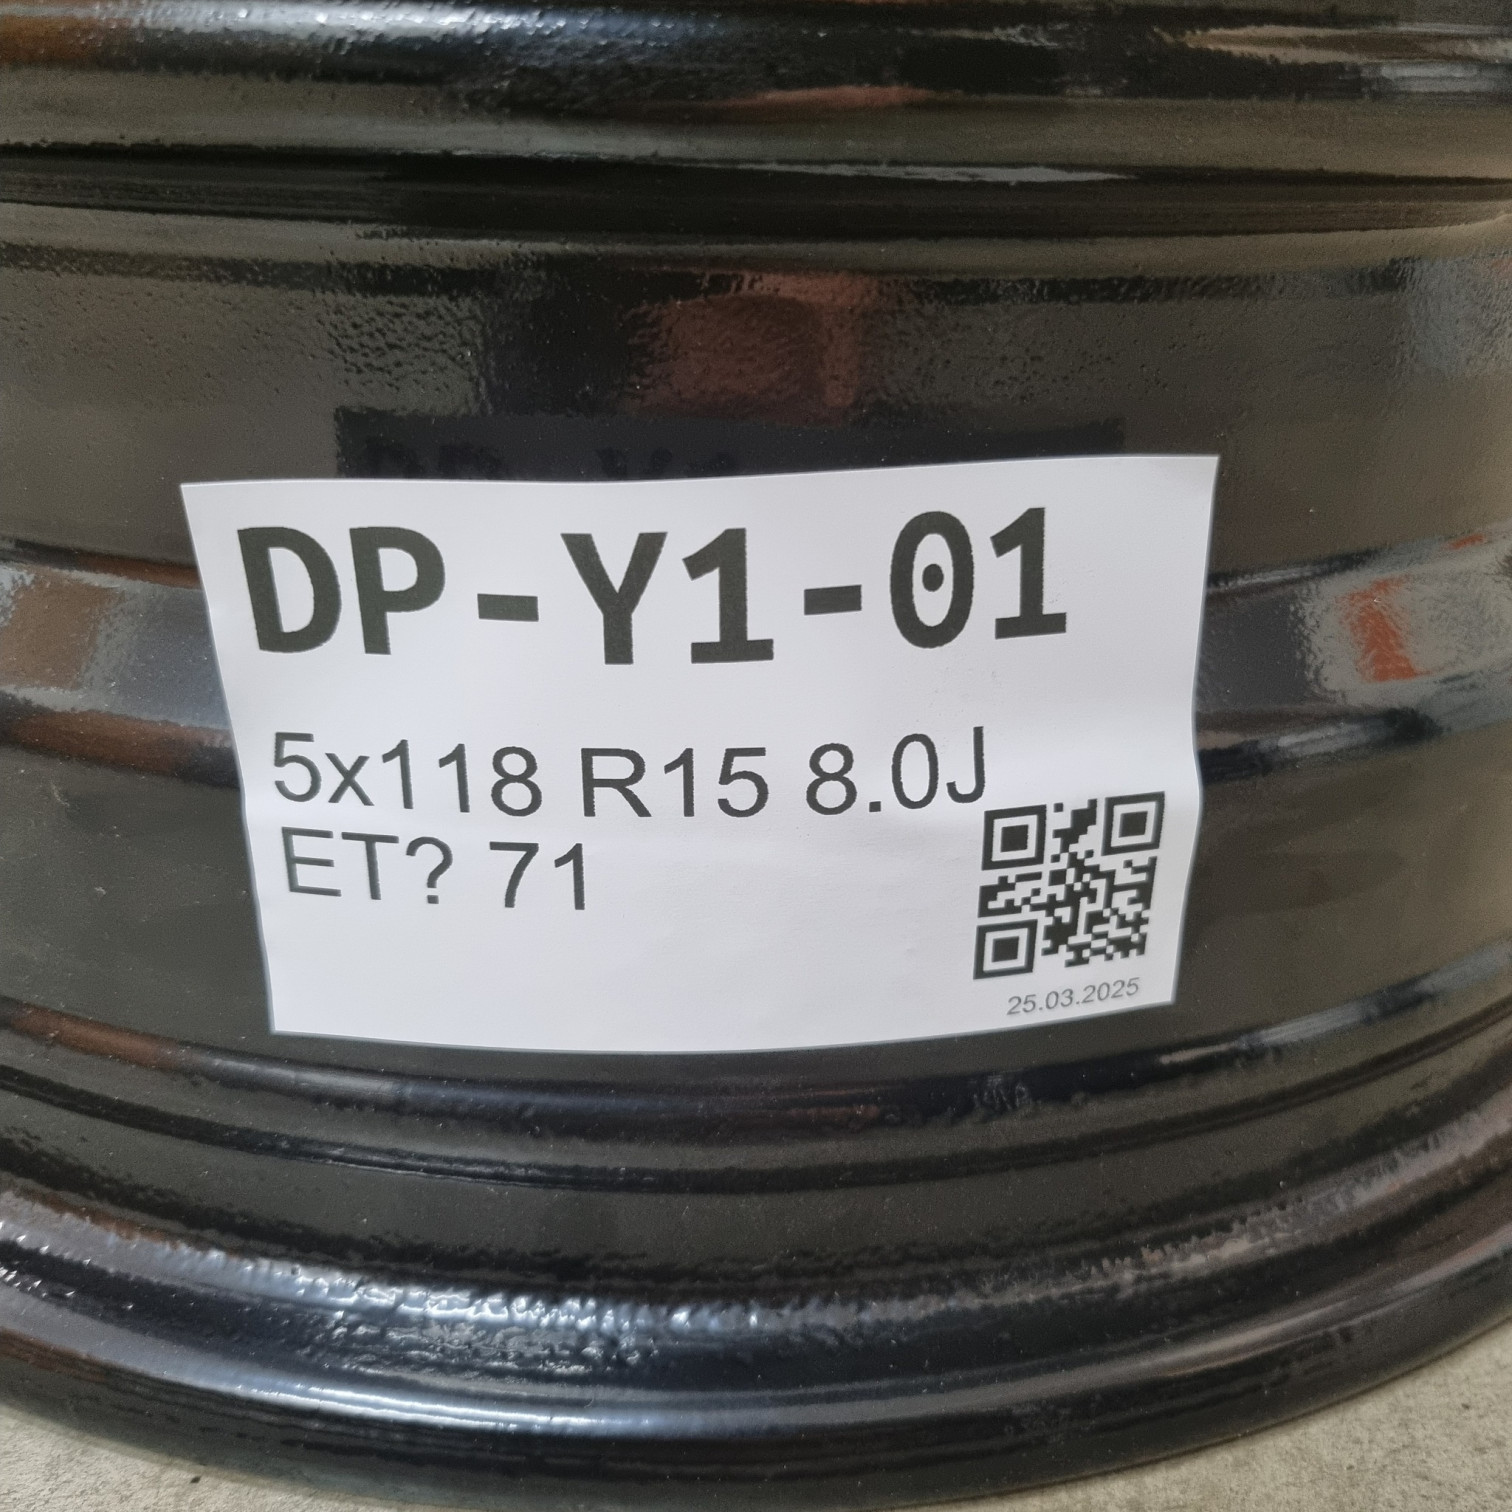 DP-Y1-01
5x118 R15 8.0J
ET? 71
25.03.2025